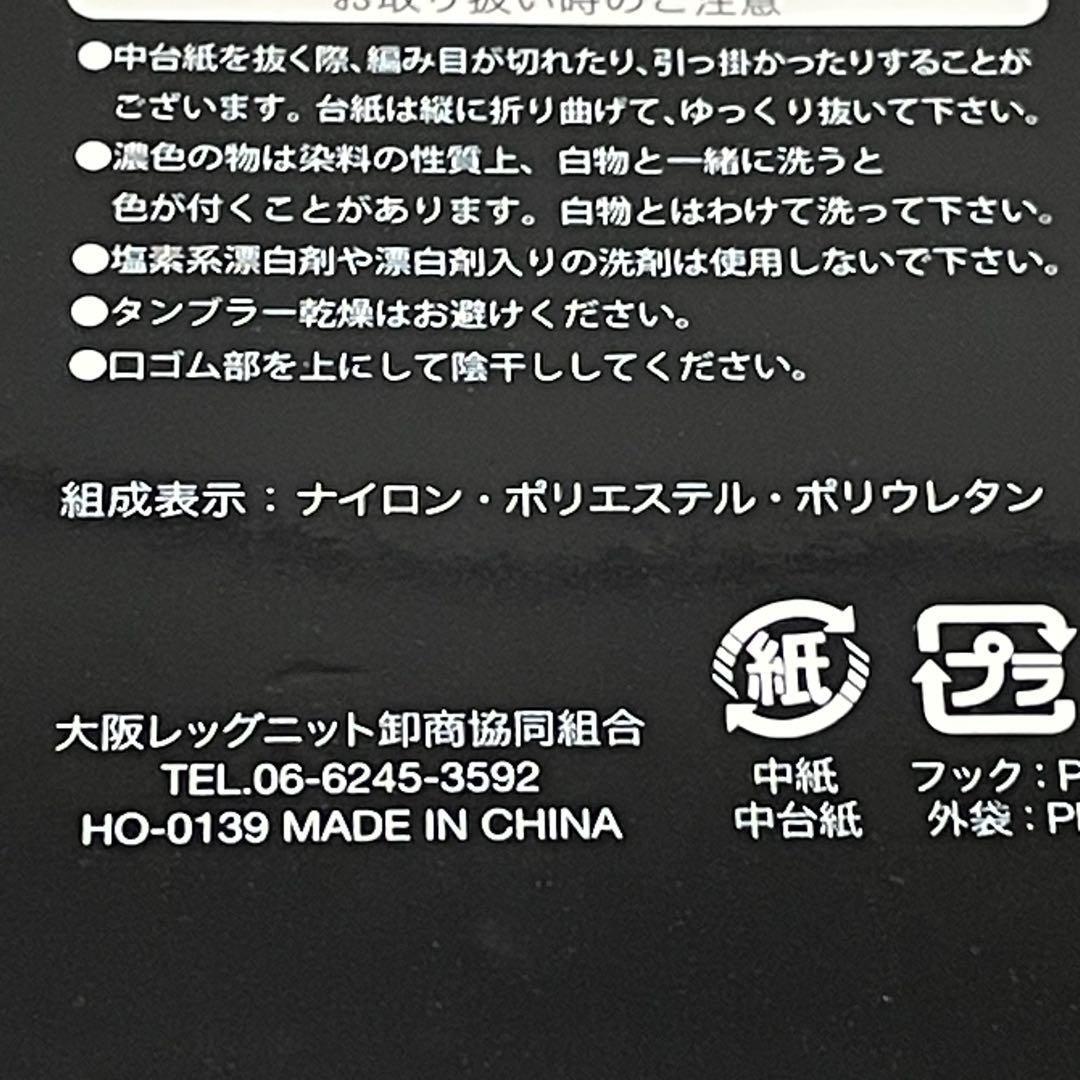 お取り扱い時のご注意
●中台紙を抜く際、編み目が切れたり、引っ掛かったりすることが
ございます。台紙は縦に折り曲げて、ゆっくり抜いて下さい。
●濃色の物は染料の性質上、白物と一緒に洗うと
色が付くことがあります。白物とはわけて洗って下さい。
●塩素系漂白剤や漂白剤入りの洗剤は使用しないで下さい。
●タンブラー乾燥はお避けください。
●口ゴム部を上にして陰干ししてください。
組成表示：ナイロン・ポリエステル・ポリウレタン
紙
プラ
中紙
中台紙
フック：P
外袋：P
大阪レッグニット卸商協同組合
TEL.06-6245-3592
HO-0139 MADE IN CHINA